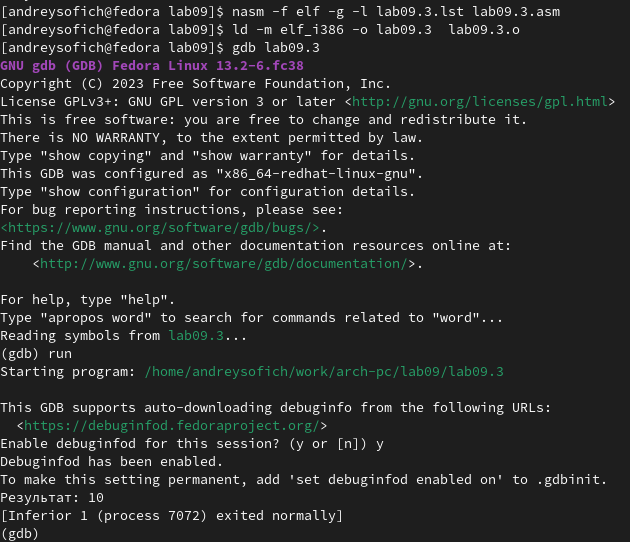 [andreysofich@fedora lab09]$ nasm -f elf -g -l lab09.3.lst lab09.3.asm
[andreysofich@fedora lab09]$ ld -m elf_i386 -o lab09.3  lab09.3.o
[andreysofich@fedora lab09]$ gdb lab09.3
GNU gdb (GDB) Fedora Linux 13.2-6.fc38
Copyright (C) 2023 Free Software Foundation, Inc.
License GPLv3+: GNU GPL version 3 or later <http://gnu.org/licenses/gpl.html>
This is free software: you are free to change and redistribute it.
There is NO WARRANTY, to the extent permitted by law.
Type "show copying" and "show warranty" for details.
This GDB was configured as "x86_64-redhat-linux-gnu".
Type "show configuration" for configuration details.
For bug reporting instructions, please see:
<https://www.gnu.org/software/gdb/bugs/>.
Find the GDB manual and other documentation resources online at:
    <http://www.gnu.org/software/gdb/documentation/>.

For help, type "help".
Type "apropos word" to search for commands related to "word"...
Reading symbols from lab09.3...
(gdb) run
Starting program: /home/andreysofich/work/arch-pc/lab09/lab09.3

This GDB supports auto-downloading debuginfo from the following URLs:
  <https://debuginfod.fedoraproject.org/>
Enable debuginfod for this session? (y or [n]) y
Debuginfod has been enabled.
To make this setting permanent, add 'set debuginfod enabled on' to .gdbinit.
Результат: 10
[Inferior 1 (process 7072) exited normally]
(gdb)